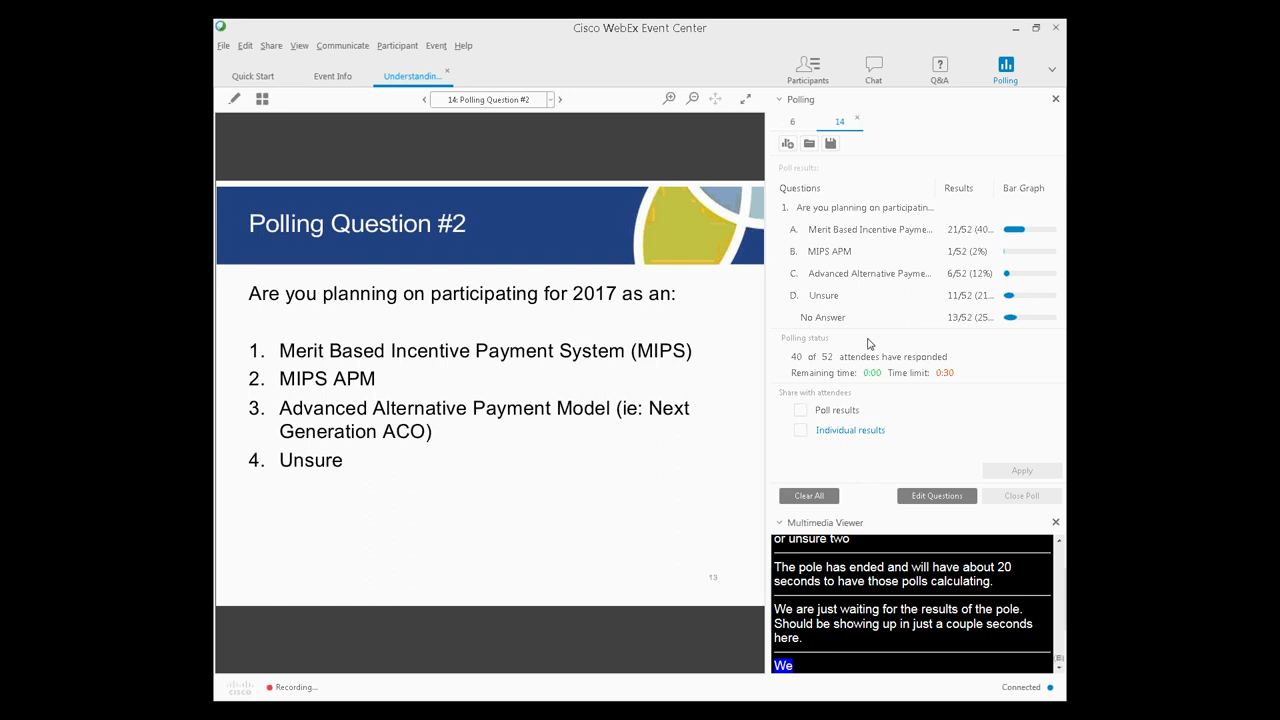 Cisco WebEx Event Center
File Edit Share View Communicate Participant Event Help
Quick Start Event Info Understandin...
Participants Chat Q&A Polling
14: Polling Question #2
Polling Question #2
Are you planning on participating for 2017 as an:
1. Merit Based Incentive Payment System (MIPS)
2. MIPS APM
3. Advanced Alternative Payment Model (ie: Next
Generation ACO)
4. Unsure
13
Polling
6 14
Poll results:
Questions Results Bar Graph
1. Are you planning on participatin...
A. Merit Based Incentive Payme... 21/52 (40...
B. MIPS APM 1/52 (2%)
C. Advanced Alternative Payme... 6/52 (12%)
D. Unsure 11/52 (21...
No Answer 13/52 (25...
Polling status
40 of 52 attendees have responded
Remaining time: 0:00 Time limit: 0:30
Share with attendees
Poll results
Individual results
Apply
Clear All Edit Questions Close Poll
Multimedia Viewer
or unsure two
The pole has ended and will have about 20
seconds to have those polls calculating.
We are just waiting for the results of the pole.
Should be showing up in just a couple seconds
here.
We
cisco Recording... Connected